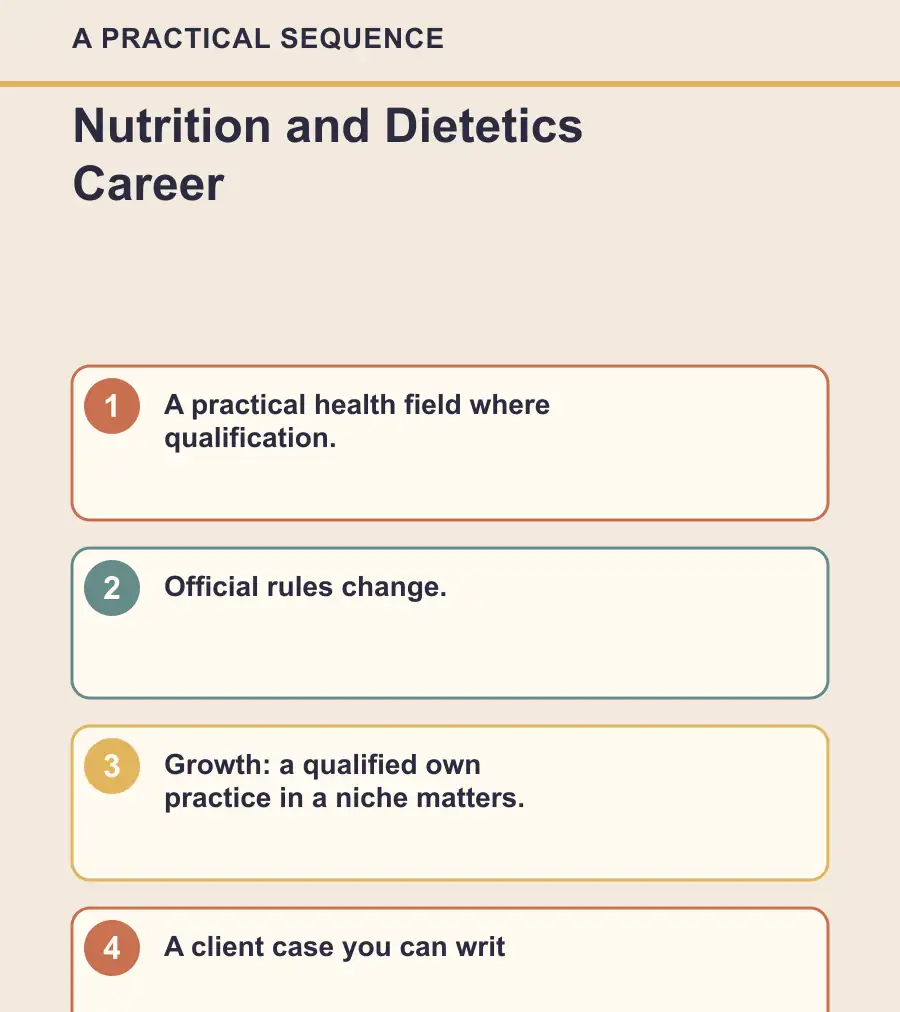 A PRACTICAL SEQUENCE
Nutrition and Dietetics
Career
1
A practical health field where
qualification.
2
Official rules change.
3
Growth: a qualified own
practice in a niche matters.
4
A client case you can writ